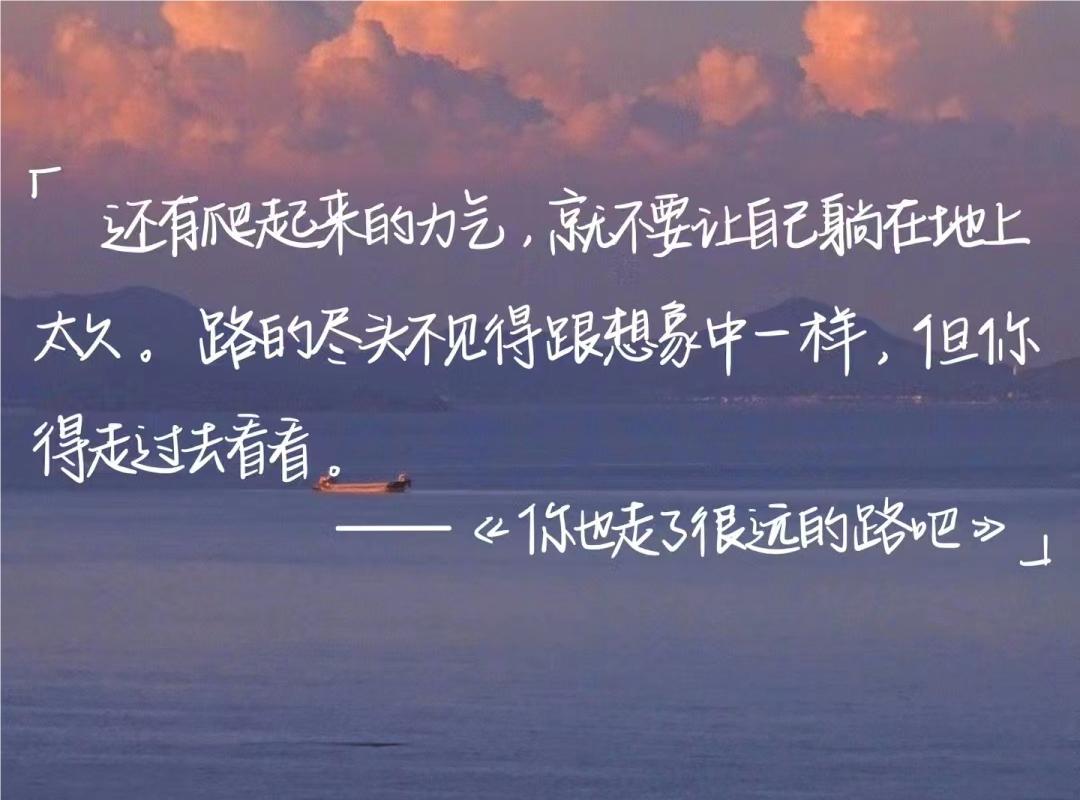 「还有爬起来的力气，就不要让自己躺在地上
太久。路的尽头不见得跟想象中一样，但你
得走过去看看。
——《你也走了很远的路吧》」